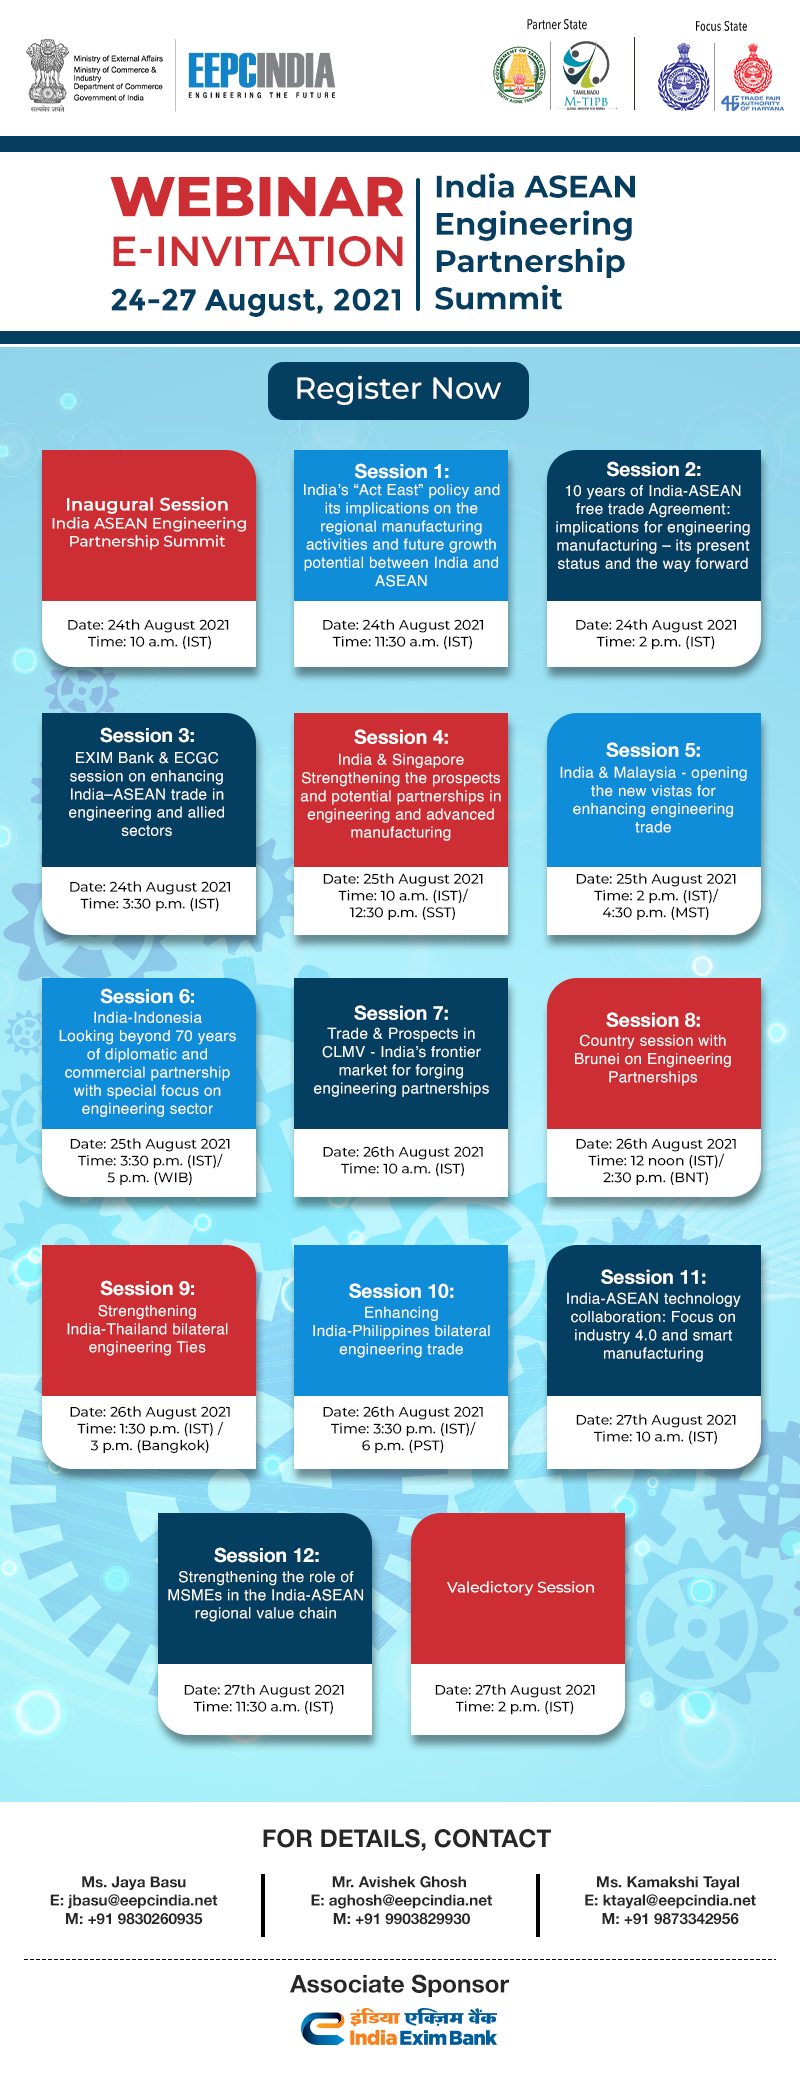 Partner State
Focus State
Ministry of External Affairs
Ministry of Commerce &
Industry
Department of Commerce
Government of India
सत्यमेव जयते
EEPCINDIA
ENGINEERING THE FUTURE
TAMILNADU
M-TIPB
TRADE FAIR
AUTHORITY
OF HARYANA
WEBINAR
E-INVITATION
24-27 August, 2021
India ASEAN
Engineering
Partnership
Summit
Register Now
Inaugural Session
India ASEAN Engineering
Partnership Summit
Date: 24th August 2021
Time: 10 a.m. (IST)
Session 1:
India's “Act East” policy and
its implications on the
regional manufacturing
activities and future growth
potential between India and
ASEAN
Date: 24th August 2021
Time: 11:30 a.m. (IST)
Session 2:
10 years of India-ASEAN
free trade Agreement:
implications for engineering
manufacturing – its present
status and the way forward
Date: 24th August 2021
Time: 2 p.m. (IST)
Session 3:
EXIM Bank & ECGC
session on enhancing
India–ASEAN trade in
engineering and allied
sectors
Date: 24th August 2021
Time: 3:30 p.m. (IST)
Session 4:
India & Singapore
Strengthening the prospects
and potential partnerships in
engineering and advanced
manufacturing
Date: 25th August 2021
Time: 10 a.m. (IST)/
12:30 p.m. (SST)
Session 5:
India & Malaysia - opening
the new vistas for
enhancing engineering
trade
Date: 25th August 2021
Time: 2 p.m. (IST)/
4:30 p.m. (MST)
Session 6:
India-Indonesia
Looking beyond 70 years
of diplomatic and
commercial partnership
with special focus on
engineering sector
Date: 25th August 2021
Time: 3:30 p.m. (IST)/
5 p.m. (WIB)
Session 7:
Trade & Prospects in
CLMV - India's frontier
market for forging
engineering partnerships
Date: 26th August 2021
Time: 10 a.m. (IST)
Session 8:
Country session with
Brunei on Engineering
Partnerships
Date: 26th August 2021
Time: 12 noon (IST)/
2:30 p.m. (BNT)
Session 9:
Strengthening
India-Thailand bilateral
engineering Ties
Date: 26th August 2021
Time: 1:30 p.m. (IST) /
3 p.m. (Bangkok)
Session 10:
Enhancing
India-Philippines bilateral
engineering trade
Date: 26th August 2021
Time: 3:30 p.m. (IST)/
6 p.m. (PST)
Session 11:
India-ASEAN technology
collaboration: Focus on
industry 4.0 and smart
manufacturing
Date: 27th August 2021
Time: 10 a.m. (IST)
Session 12:
Strengthening the role of
MSMEs in the India-ASEAN
regional value chain
Date: 27th August 2021
Time: 11:30 a.m. (IST)
Valedictory Session
Date: 27th August 2021
Time: 2 p.m. (IST)
FOR DETAILS, CONTACT
Ms. Jaya Basu
E: jbasu@eepcindia.net
M: +91 9830260935
Mr. Avishek Ghosh
E: aghosh@eepcindia.net
M: +91 9903829930
Ms. Kamakshi Tayal
E: ktayal@eepcindia.net
M: +91 9873342956
Associate Sponsor
इंडिया एक्ज़िम बैंक
India Exim Bank